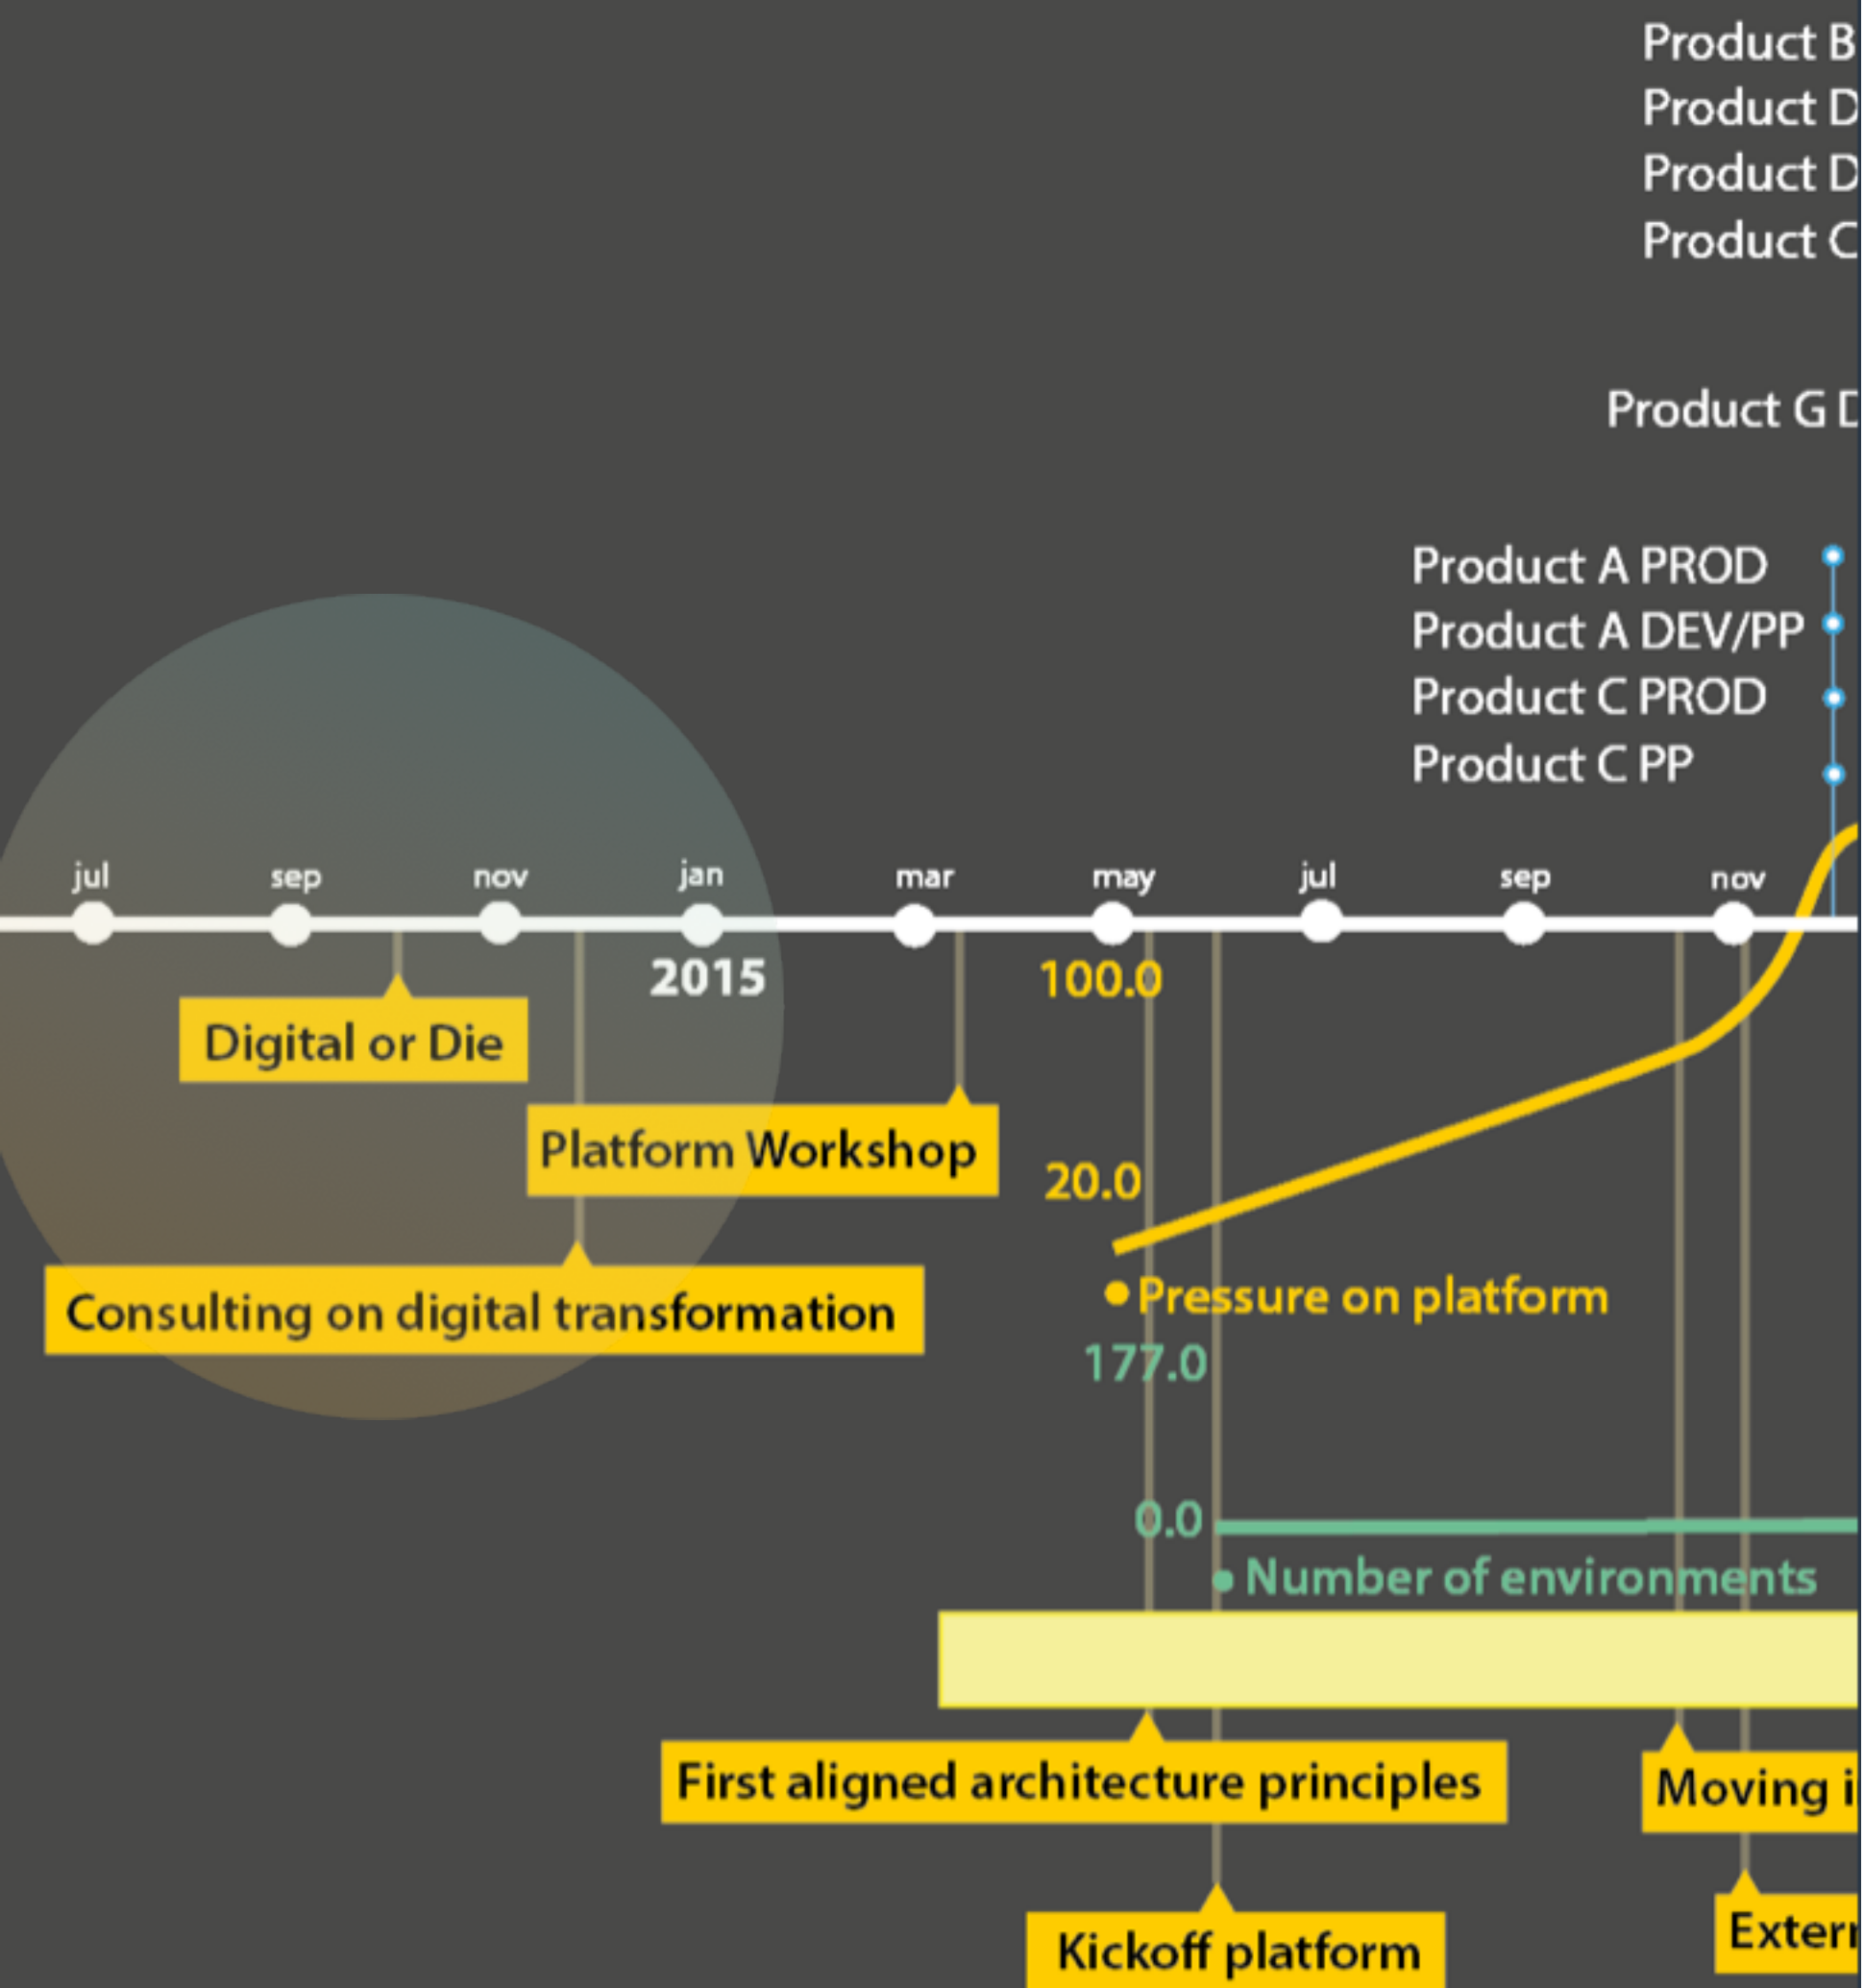 Product B
Product D
Product D
Product C
Product G D
Product A PROD
Product A DEV/PP
Product C PROD
Product C PP
jul sep nov jan mar may jul sep nov
2015
100.0
Digital or Die
Platform Workshop
20.0
Consulting on digital transformation
Pressure on platform
177.0
0.0
Number of environments
First aligned architecture principles
Moving i
Kickoff platform
Extern